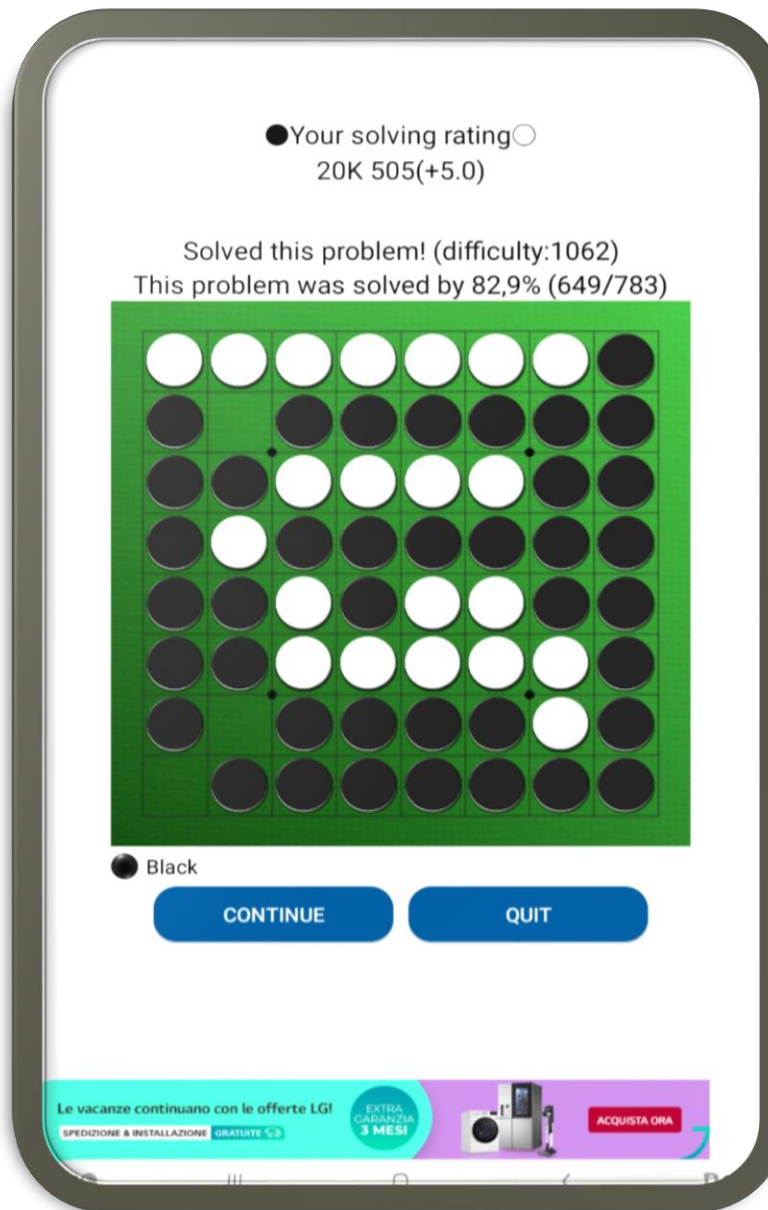 Your solving rating
20K 505(+5.0)
Solved this problem! (difficulty:1062)
This problem was solved by 82,9% (649/783)
Black
CONTINUE
QUIT
Le vacanze continuano con le offerte LG!
SPEDIZIONE & INSTALLAZIONE GRATUITE
EXTRA
GARANZIA
3 MESI
ACQUISTA ORA